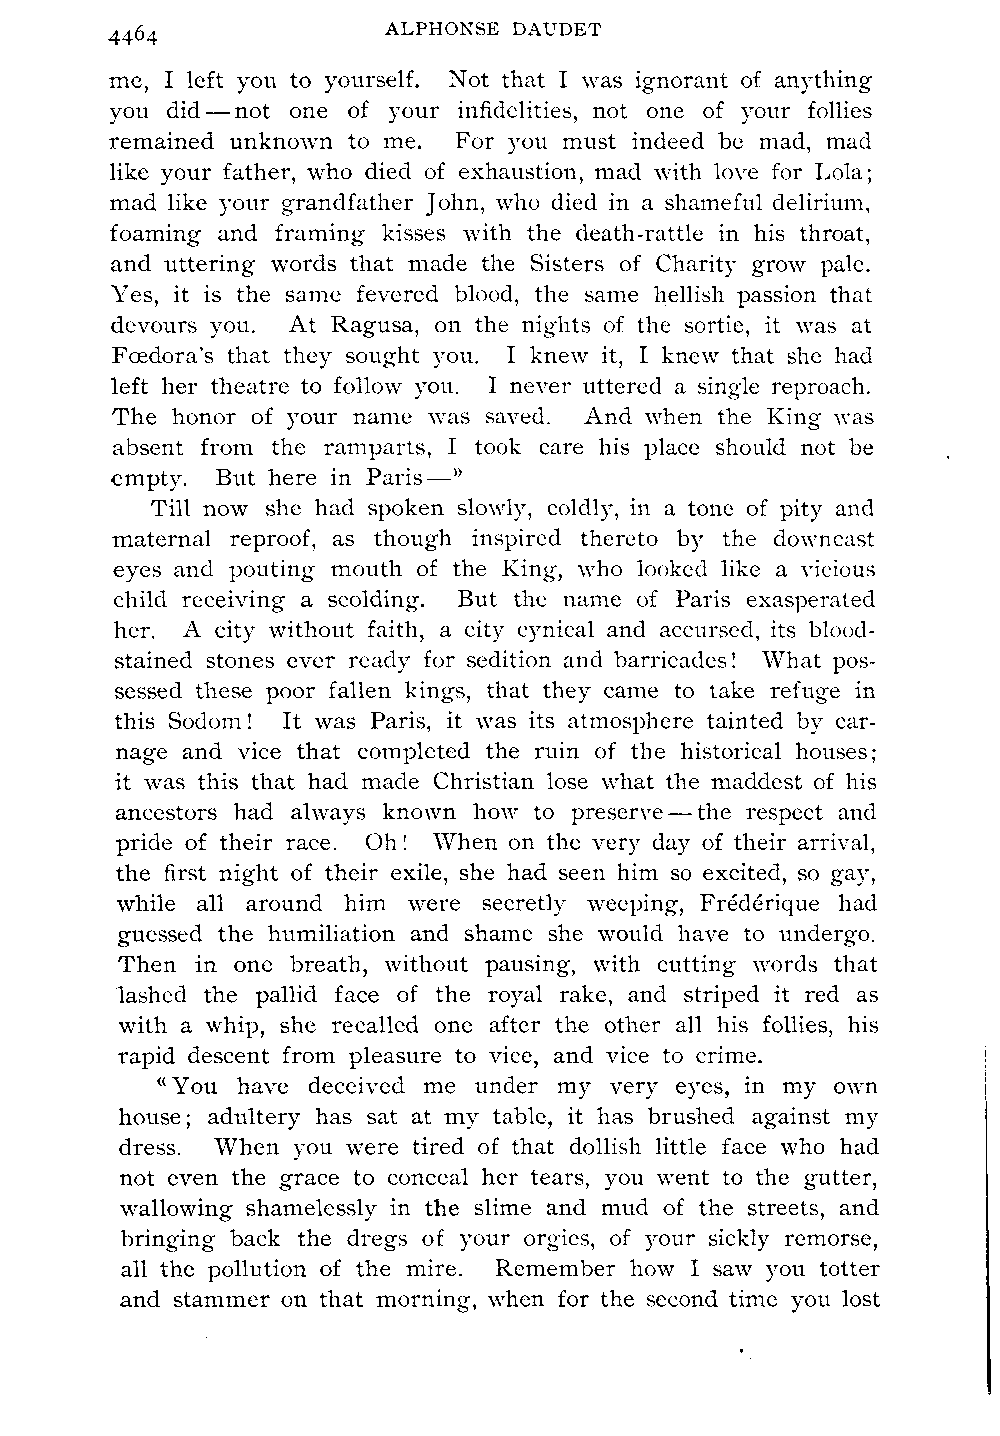 4464
ALPHONSE DAUDET
me, I left you to yourself. Not that I was ignorant of anything
you did—not one of your infidelities, not one of your follies
remained unknown to me. For you must indeed be mad, mad
like your father, who died of exhaustion, mad with love for Lola;
mad like your grandfather John, who died in a shameful delirium,
foaming and framing kisses with the death-rattle in his throat,
and uttering words that made the Sisters of Charity grow pale.
Yes, it is the same fevered blood, the same hellish passion that
devours you. At Ragusa, on the nights of the sortie, it was at
Fœdora's that they sought you. I knew it, I knew that she had
left her theatre to follow you. I never uttered a single reproach.
The honor of your name was saved. And when the King was
absent from the ramparts, I took care his place should not be
empty. But here in Paris—»
Till now she had spoken slowly, coldly, in a tone of pity and
maternal reproof, as though inspired thereto by the downcast
eyes and pouting mouth of the King, who looked like a vicious
child receiving a scolding. But the name of Paris exasperated
her. A city without faith, a city cynical and accursed, its blood-
stained stones ever ready for sedition and barricades! What pos-
sessed these poor fallen kings, that they came to take refuge in
this Sodom! It was Paris, it was its atmosphere tainted by car-
nage and vice that completed the ruin of the historical houses;
it was this that had made Christian lose what the maddest of his
ancestors had always known how to preserve—the respect and
pride of their race. Oh! When on the very day of their arrival,
the first night of their exile, she had seen him so excited, so gay,
while all around him were secretly weeping, Frédérique had
guessed the humiliation and shame she would have to undergo.
Then in one breath, without pausing, with cutting words that
lashed the pallid face of the royal rake, and striped it red as
with a whip, she recalled one after the other all his follies, his
rapid descent from pleasure to vice, and vice to crime.
«You have deceived me under my very eyes, in my own
house; adultery has sat at my table, it has brushed against my
dress. When you were tired of that dollish little face who had
not even the grace to conceal her tears, you went to the gutter,
wallowing shamelessly in the slime and mud of the streets, and
bringing back the dregs of your orgies, of your sickly remorse,
all the pollution of the mire. Remember how I saw you totter
and stammer on that morning, when for the second time you lost